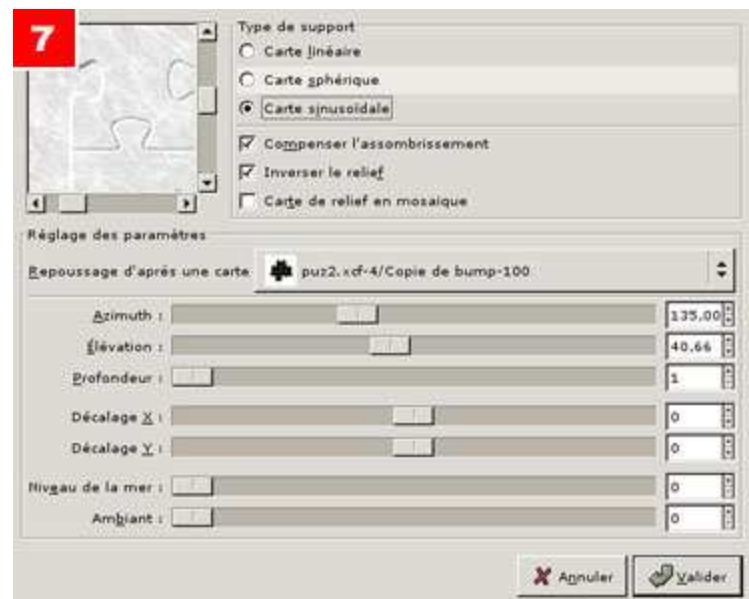 7
Type de support
Carte linéaire
Carte sphérique
Carte sinusoïdale
Compenser l'assombrissement
Inverser le relief
Carte de relief en mosaïque
Réglage des paramètres
Repoussage d'après une carte puz2.xcf-4/Copie de bump-100
Azimuth : 135,00
Élévation : 40,66
Profondeur : 1
Décalage X : 0
Décalage Y : 0
Niveau de la mer : 0
Ambiant : 0
Annuler Valider